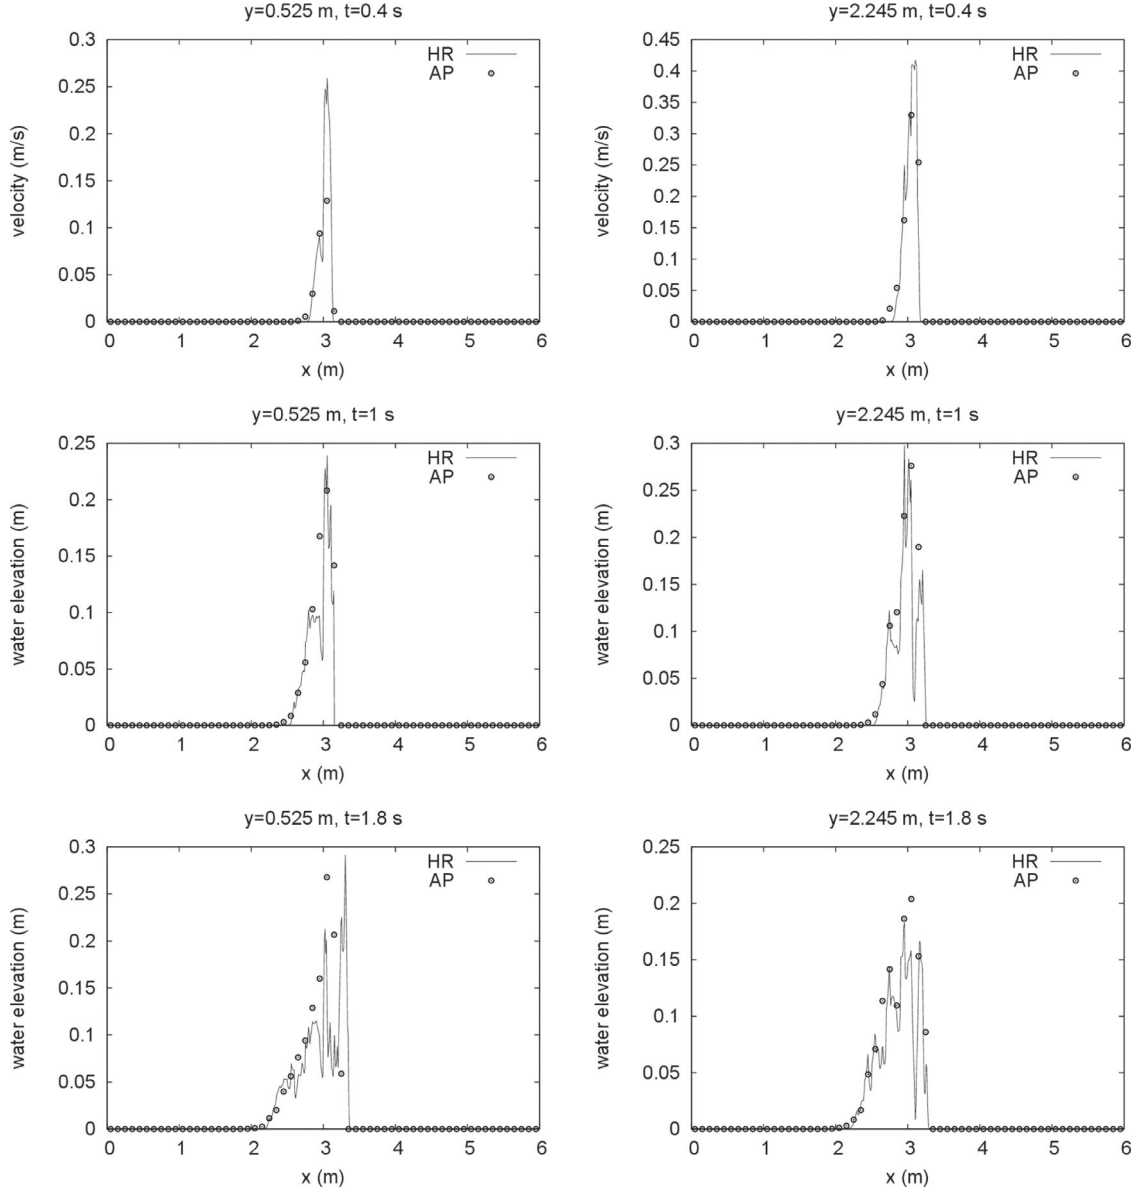 y=0.525 m, t=0.4 s
0.3
0.25
0.2
0.15
0.1
0.05
0
velocity (m/s)
HR
AP
0 1 2 3 4 5 6
x (m)
y=2.245 m, t=0.4 s
0.45
0.4
0.35
0.3
0.25
0.2
0.15
0.1
0.05
0
velocity (m/s)
HR
AP
0 1 2 3 4 5 6
x (m)
y=0.525 m, t=1 s
0.25
0.2
0.15
0.1
0.05
0
water elevation (m)
HR
AP
0 1 2 3 4 5 6
x (m)
y=2.245 m, t=1 s
0.3
0.25
0.2
0.15
0.1
0.05
0
water elevation (m)
HR
AP
0 1 2 3 4 5 6
x (m)
y=0.525 m, t=1.8 s
0.3
0.25
0.2
0.15
0.1
0.05
0
water elevation (m)
HR
AP
0 1 2 3 4 5 6
x (m)
y=2.245 m, t=1.8 s
0.25
0.2
0.15
0.1
0.05
0
water elevation (m)
HR
AP
0 1 2 3 4 5 6
x (m)